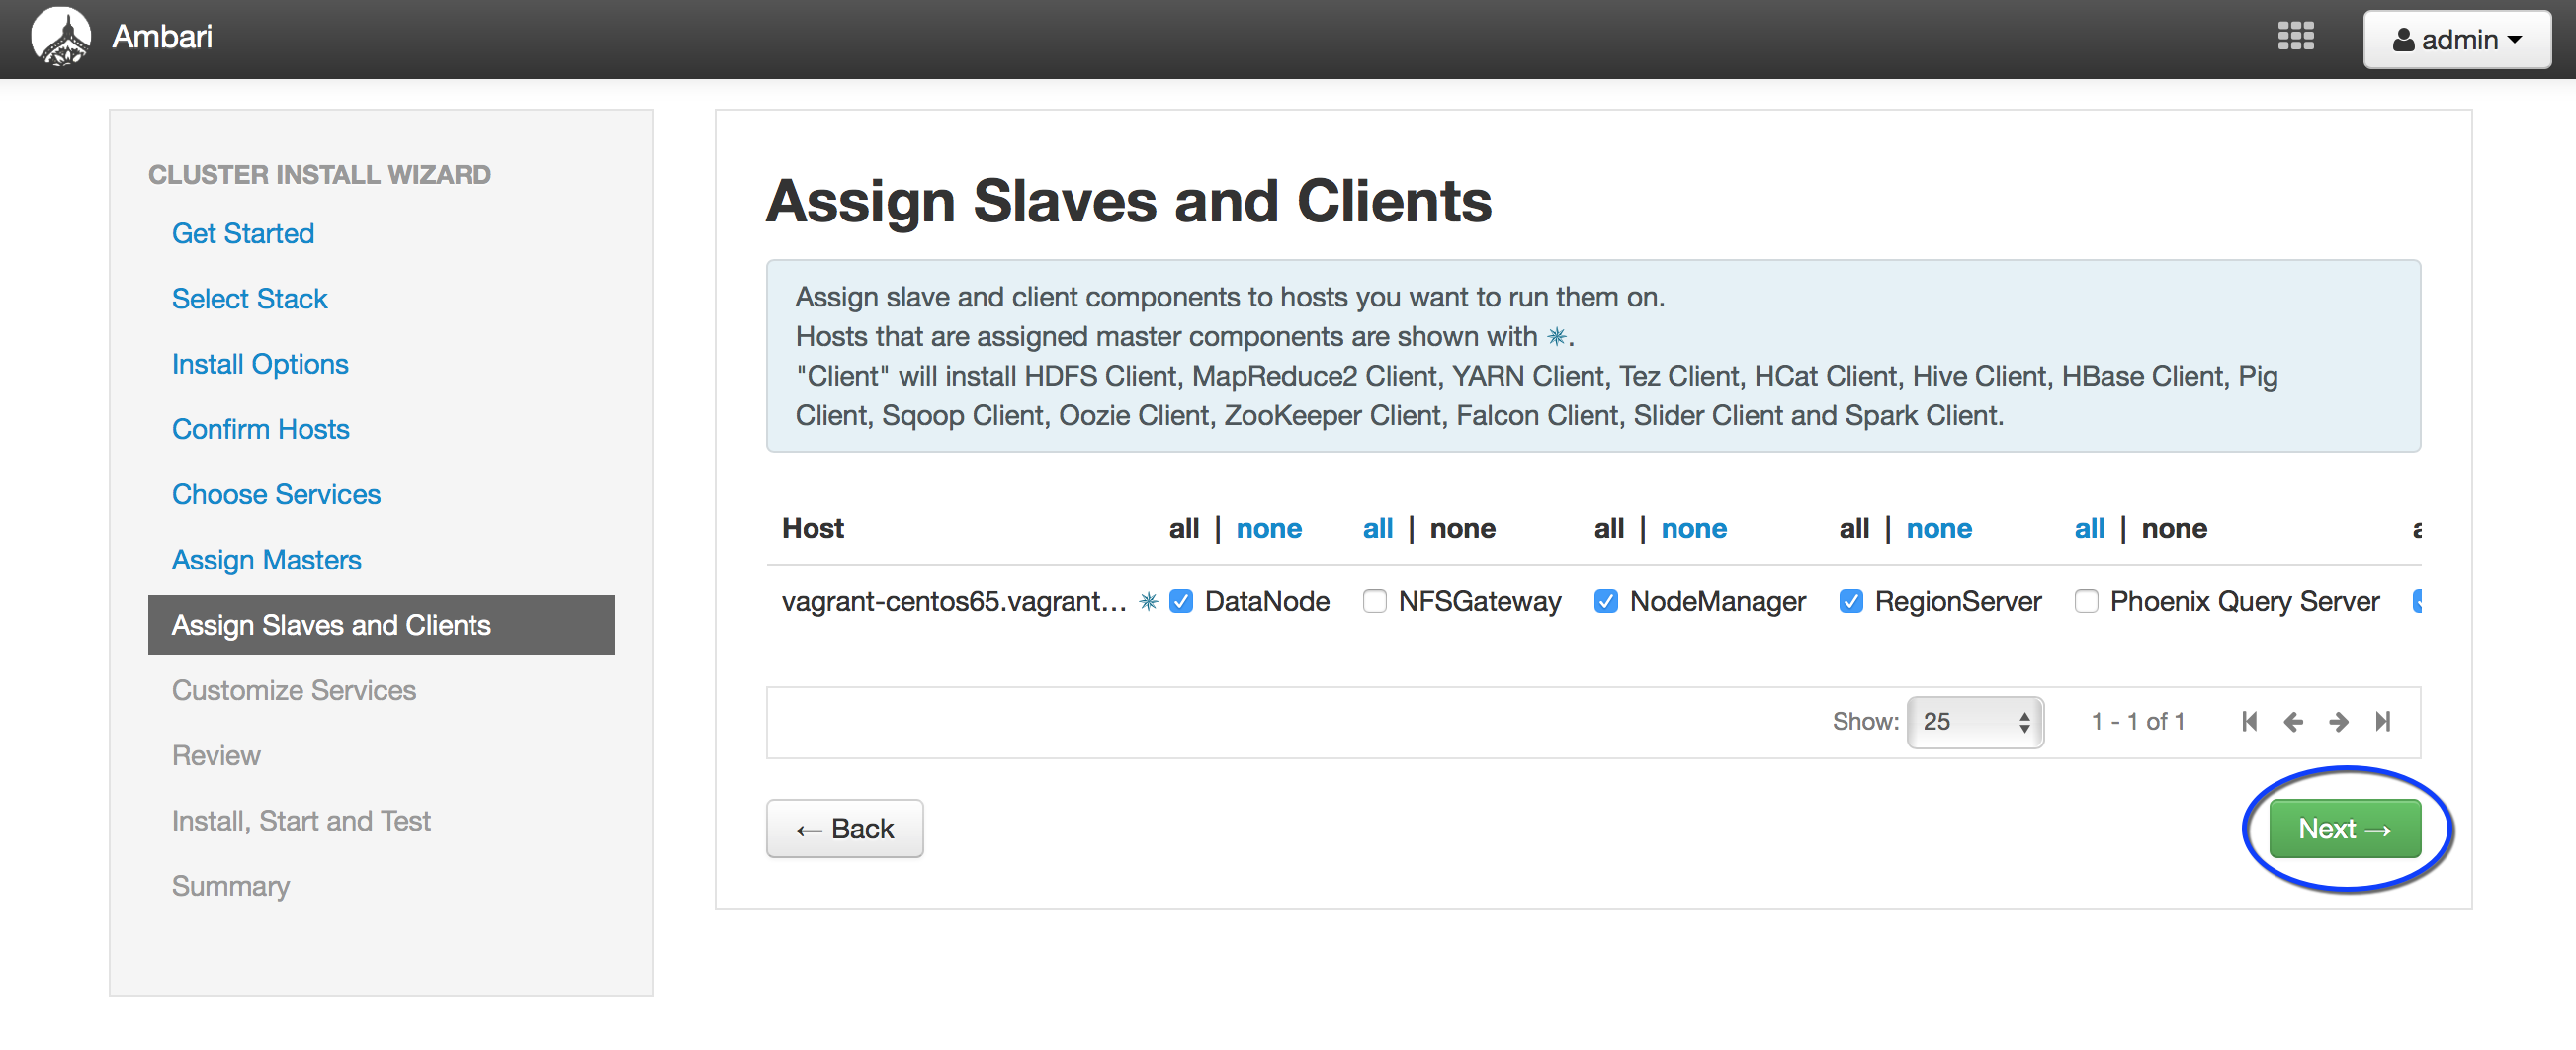 Ambari
admin
CLUSTER INSTALL WIZARD
Get Started
Select Stack
Install Options
Confirm Hosts
Choose Services
Assign Masters
Assign Slaves and Clients
Customize Services
Review
Install, Start and Test
Summary
Assign Slaves and Clients
Assign slave and client components to hosts you want to run them on.
Hosts that are assigned master components are shown with ✵.
"Client" will install HDFS Client, MapReduce2 Client, YARN Client, Tez Client, HCat Client, Hive Client, HBase Client, Pig
Client, Sqoop Client, Oozie Client, ZooKeeper Client, Falcon Client, Slider Client and Spark Client.
Host all | none all | none all | none all | none all | none
vagrant-centos65.vagrant... ✵ DataNode NFSGateway NodeManager RegionServer Phoenix Query Server
Show: 25 1 - 1 of 1
← Back
Next →